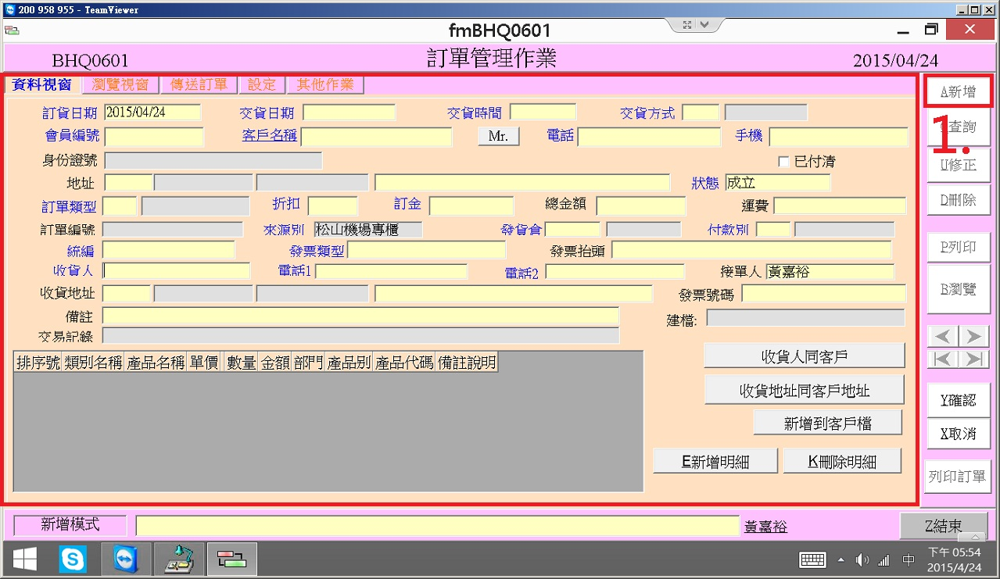 200 958 955 - TeamViewer
fmBHQ0601
BHQ0601 訂單管理作業 2015/04/24
資料視窗 瀏覽視窗 傳送訂單 設定 其他作業
訂貨日期 2015/04/24 交貨日期 交貨時間 交貨方式
會員編號 客戶名稱 Mr. 電話 手機
身份證號 已付清
地址 狀態 成立
訂單類型 折扣 訂金 總金額 運費
訂單編號 來源別 松山機場專櫃 發貨倉 付款別
統編 發票類型 發票抬頭
收貨人 電話1 電話2 接單人 黃嘉裕
收貨地址 發票號碼
備註 建檔:
交易記錄
排序號 類別名稱 產品名稱 單價 數量 金額 部門 產品別 產品代碼 備註說明
收貨人同客戶
收貨地址同客戶地址
新增到客戶檔
E新增明細 K刪除明細
A新增
1.
查詢
U修正
D刪除
P列印
B瀏覽
Y確認
X取消
列印訂單
新增模式 黃嘉裕 Z結束
中 下午 05:54
2015/4/24